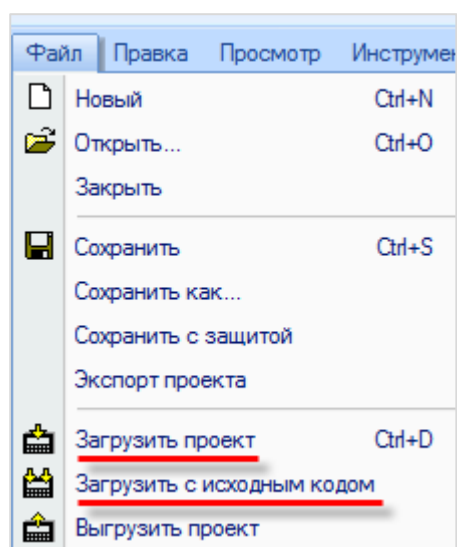 Файл Правка Просмотр Инструмен
Новый Ctrl+N
Открыть... Ctrl+O
Закрыть
Сохранить Ctrl+S
Сохранить как...
Сохранить с защитой
Экспорт проекта
Загрузить проект Ctrl+D
Загрузить с исходным кодом
Выгрузить проект